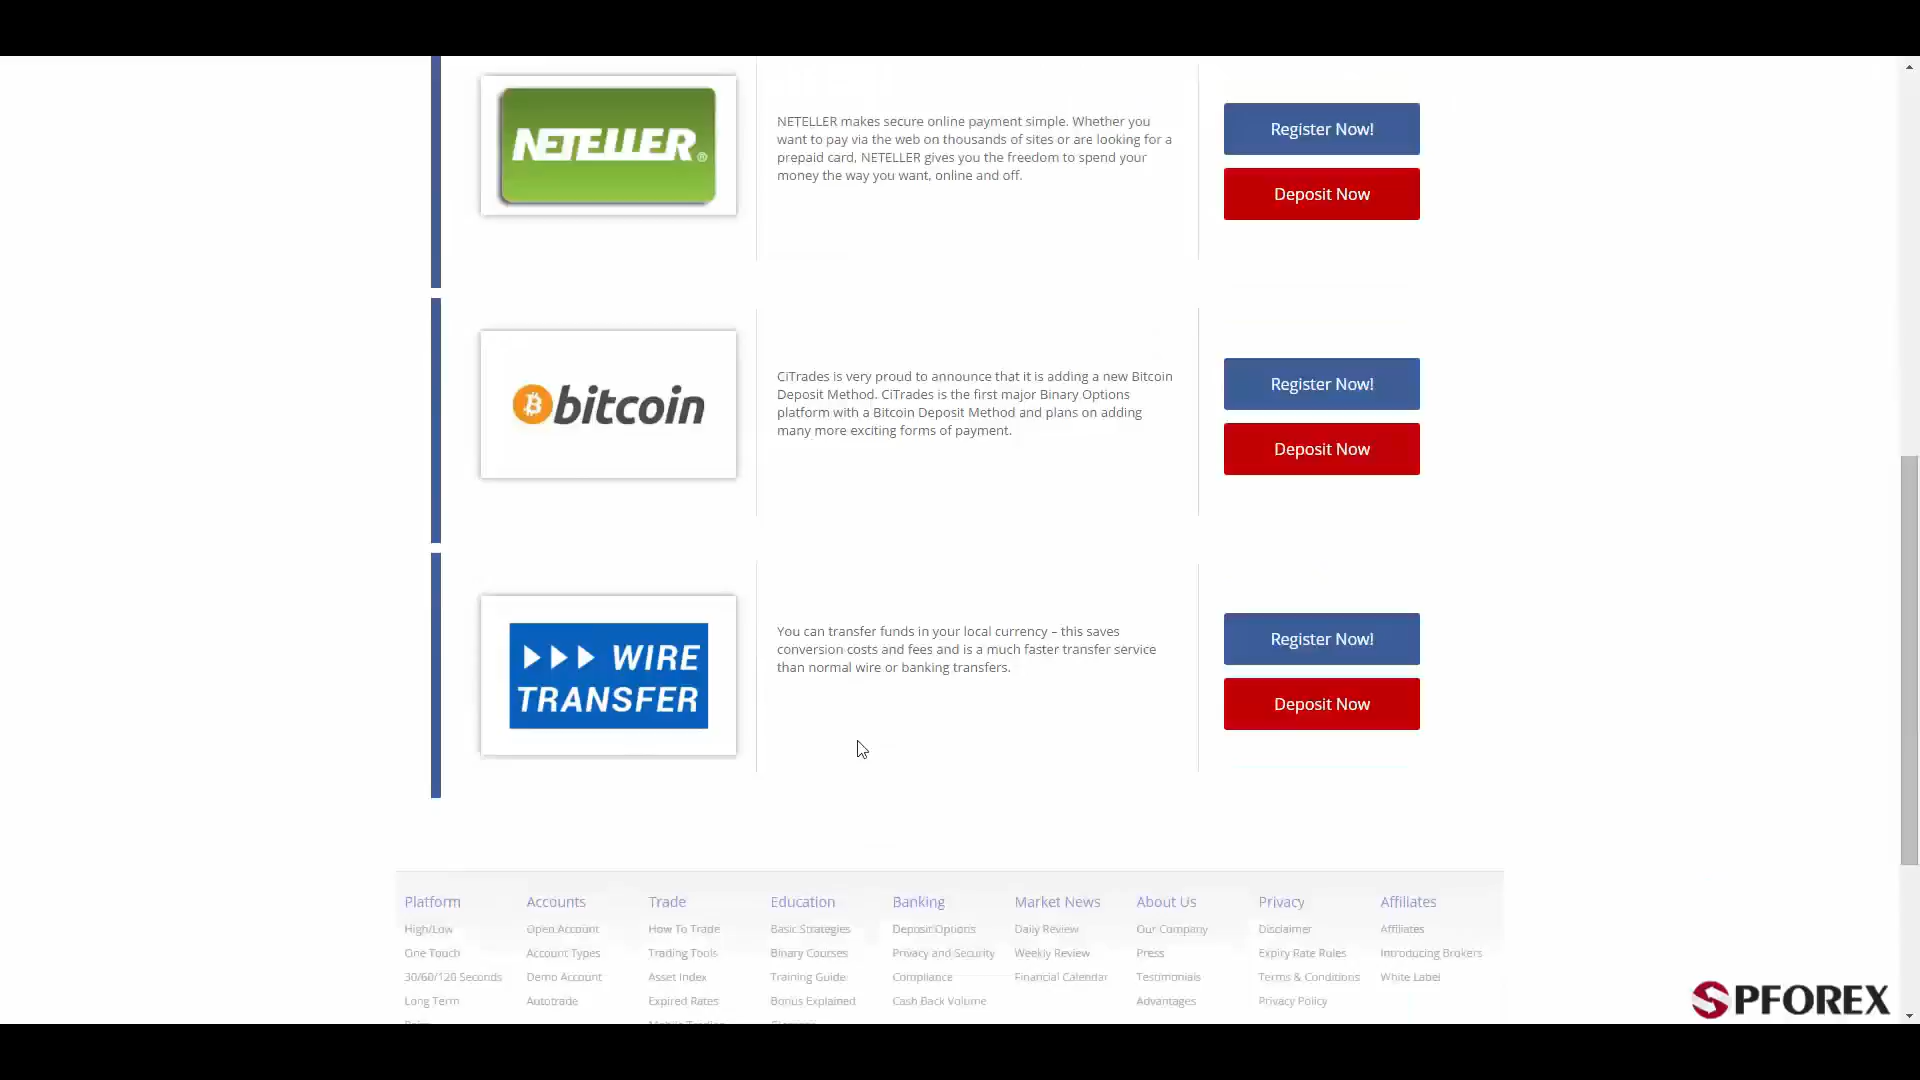 NETELLER®
NETELLER makes secure online payment simple. Whether you
want to pay via the web on thousands of sites or are looking for a
prepaid card, NETELLER gives you the freedom to spend your
money the way you want, online and off.
Register Now!
Deposit Now
bitcoin
CiTrades is very proud to announce that it is adding a new Bitcoin
Deposit Method. CiTrades is the first major Binary Options
platform with a Bitcoin Deposit Method and plans on adding
many more exciting forms of payment.
Register Now!
Deposit Now
WIRE
TRANSFER
You can transfer funds in your local currency – this saves
conversion costs and fees and is a much faster transfer service
than normal wire or banking transfers.
Register Now!
Deposit Now
Platform Accounts Trade Education Banking Market News About Us Privacy Affiliates
High/Low Open Account How To Trade Basic Strategies Deposit Options Daily Review Our Company Disclaimer Affiliates
One Touch Account Types Trading Tools Binary Courses Privacy and Security Weekly Review Press Expiry Rate Rules Introducing Brokers
30/60/120 Seconds Demo Account Asset Index Training Guide Compliance Financial Calendar Testimonials Terms & Conditions White Label
Long Term Autotrade Expired Rates Bonus Explained Cash Back Volume Advantages Privacy Policy
SPFOREX